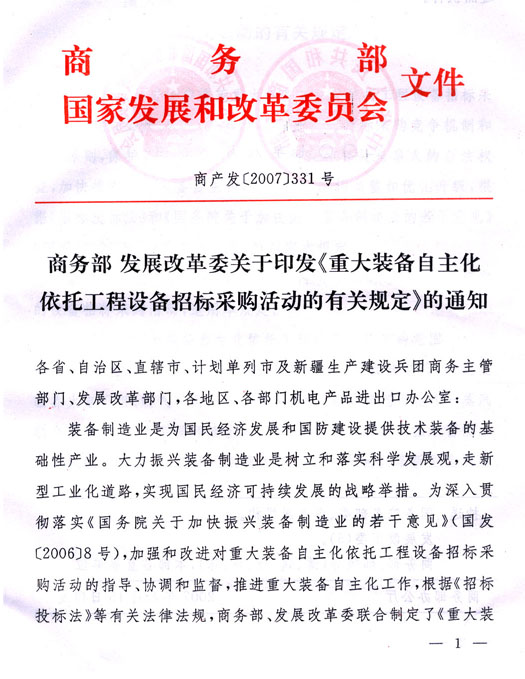 商务部
国家发展和改革委员会
文件
商产发〔2007〕331号
商务部 发展改革委关于印发《重大装备自主化
依托工程设备招标采购活动的有关规定》的通知
各省、自治区、直辖市、计划单列市及新疆生产建设兵团商务主管
部门、发展改革部门，各地区、各部门机电产品进出口办公室：
装备制造业是为国民经济发展和国防建设提供技术装备的基
础性产业。大力振兴装备制造业是树立和落实科学发展观，走新
型工业化道路，实现国民经济可持续发展的战略举措。为深入贯
彻落实《国务院关于加快振兴装备制造业的若干意见》（国发
〔2006〕8号），加强和改进对重大装备自主化依托工程设备招标采
购活动的指导、协调和监督，推进重大装备自主化工作，根据《招标
投标法》等有关法律法规，商务部、发展改革委联合制定了《重大装
— 1 —